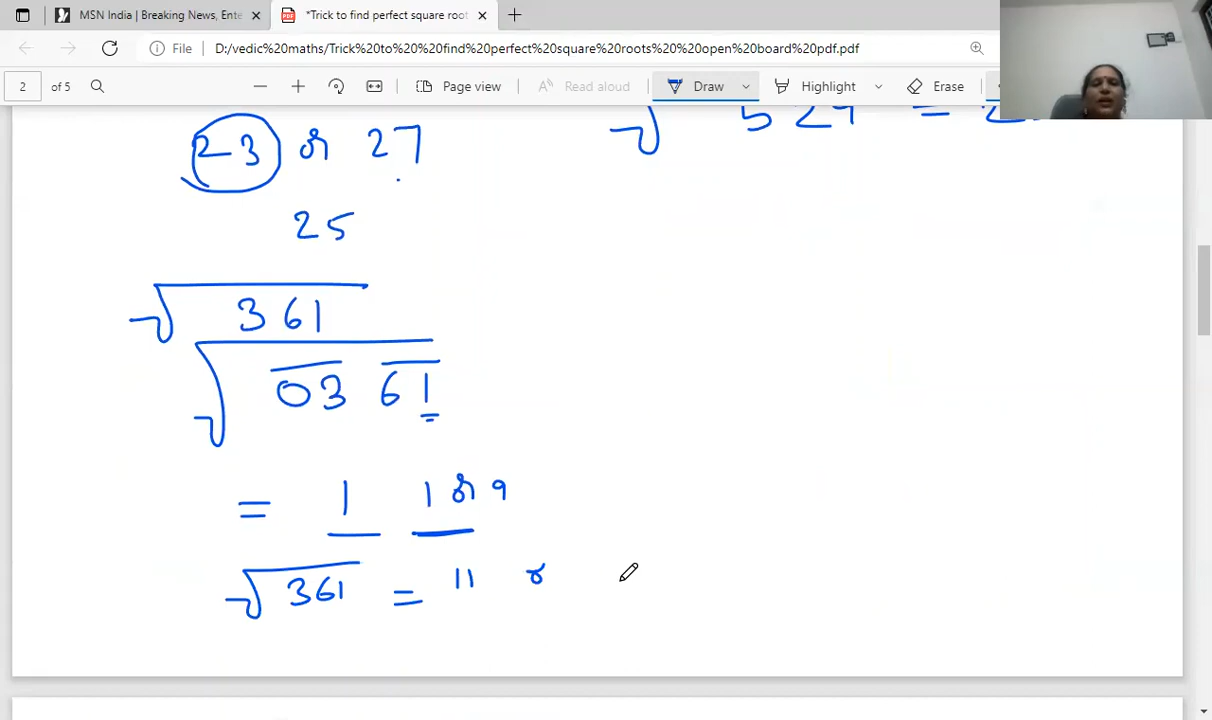 MSN India | Breaking News, Ente
*Trick to find perfect square root
File D:/vedic%20maths/Trick%20to%20%20find%20perfect%20square%20roots%20%20open%20board%20pdf.pdf
2 of 5 Page view Read aloud Draw Highlight Erase
23 or 27
√ 529 =
25
√361
√03 61
= 1 1 or 9
√361 = 11 or